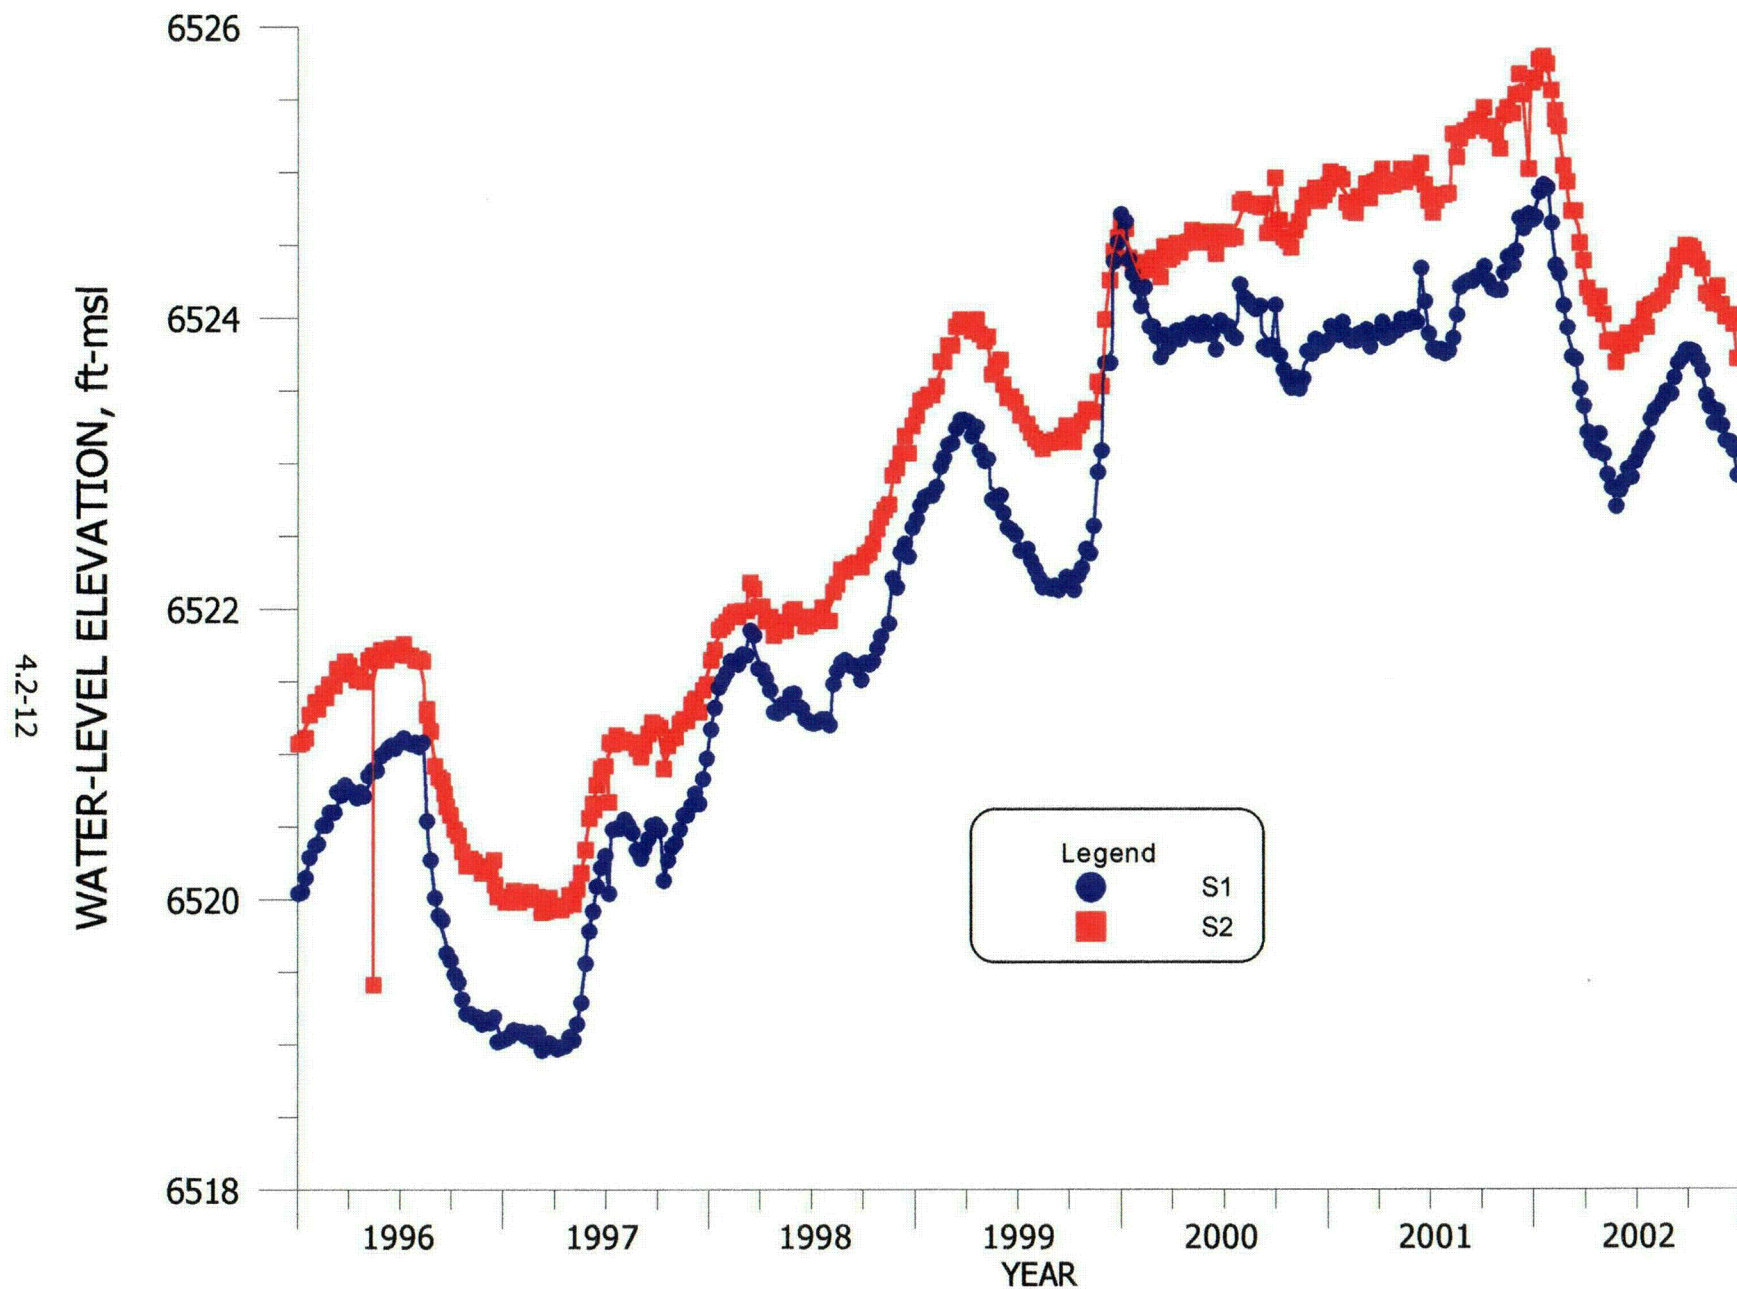 4.2-12
WATER-LEVEL ELEVATION, ft-msl
6526
6524
6522
6520
6518
Legend
S1
S2
1996 1997 1998 1999 2000 2001 2002
YEAR